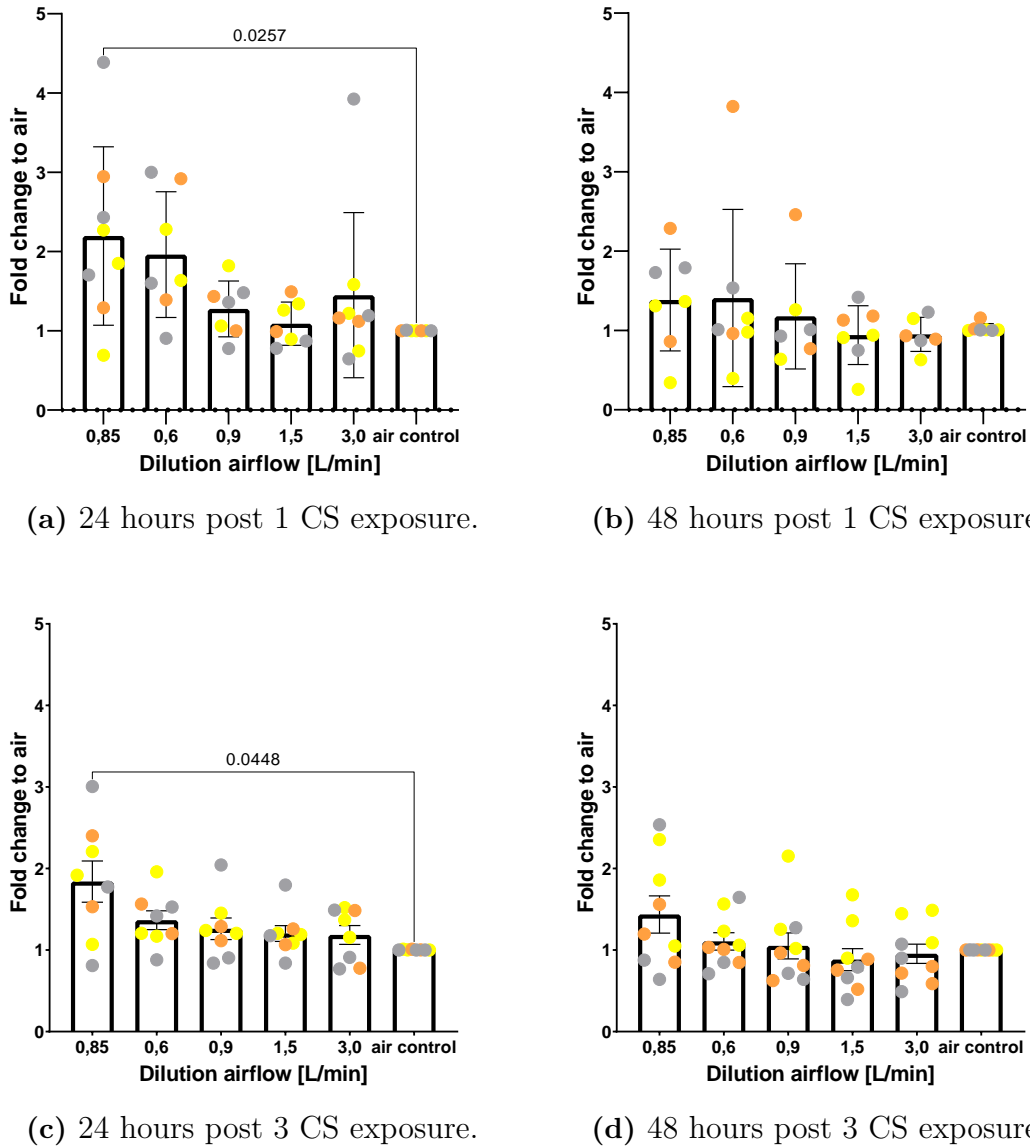 0.0257
5
4
3
2
1
0
Fold change to air
0,85 0,6 0,9 1,5 3,0 air control
Dilution airflow [L/min]
(a) 24 hours post 1 CS exposure.
5
4
3
2
1
0
Fold change to air
0,85 0,6 0,9 1,5 3,0 air control
Dilution airflow [L/min]
(b) 48 hours post 1 CS exposure
0.0448
5
4
3
2
1
0
Fold change to air
0,85 0,6 0,9 1,5 3,0 air control
Dilution airflow [L/min]
(c) 24 hours post 3 CS exposure.
5
4
3
2
1
0
Fold change to air
0,85 0,6 0,9 1,5 3,0 air control
Dilution airflow [L/min]
(d) 48 hours post 3 CS exposure